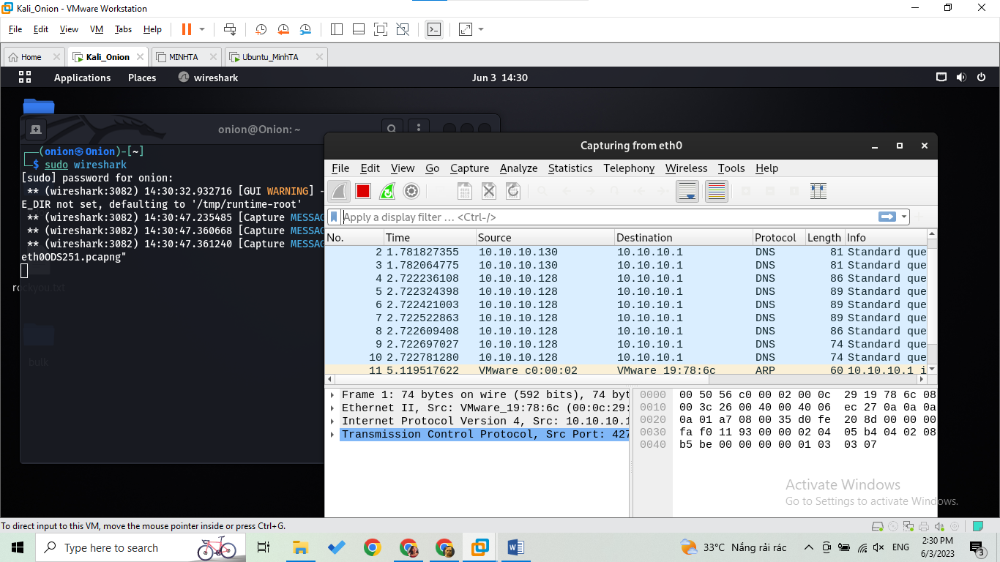 Kali_Onion - VMware Workstation
File Edit View VM Tabs Help
Home Kali_Onion MINHTA Ubuntu_MinhTA
Applications Places wireshark Jun 3 14:30
onion@Onion: ~
(onion㉿Onion)-[~]
$ sudo wireshark
[sudo] password for onion:
** (wireshark:3082) 14:30:32.932716 [GUI WARNING] -
E_DIR not set, defaulting to '/tmp/runtime-root'
** (wireshark:3082) 14:30:47.235485 [Capture MESSAG
** (wireshark:3082) 14:30:47.360668 [Capture MESSAG
** (wireshark:3082) 14:30:47.361240 [Capture MESSAG
eth0ODS251.pcapng"
rockyou.txt
bulk
Capturing from eth0
File Edit View Go Capture Analyze Statistics Telephony Wireless Tools Help
Apply a display filter … <Ctrl-/>
No. Time Source Destination Protocol Length Info
2 1.781827355 10.10.10.130 10.10.10.1 DNS 81 Standard que
3 1.782064775 10.10.10.130 10.10.10.1 DNS 81 Standard que
4 2.722236108 10.10.10.128 10.10.10.1 DNS 86 Standard que
5 2.722324398 10.10.10.128 10.10.10.1 DNS 89 Standard que
6 2.722421003 10.10.10.128 10.10.10.1 DNS 89 Standard que
7 2.722522863 10.10.10.128 10.10.10.1 DNS 89 Standard que
8 2.722609408 10.10.10.128 10.10.10.1 DNS 86 Standard que
9 2.722697027 10.10.10.128 10.10.10.1 DNS 74 Standard que
10 2.722781280 10.10.10.128 10.10.10.1 DNS 74 Standard que
11 5.119517622 VMware_c0:00:02 VMware_19:78:6c ARP 60 10.10.10.1 i
Frame 1: 74 bytes on wire (592 bits), 74 byt
Ethernet II, Src: VMware_19:78:6c (00:0c:29:
Internet Protocol Version 4, Src: 10.10.10.1
Transmission Control Protocol, Src Port: 427
0000 00 50 56 c0 00 02 00 0c 29 19 78 6c 08
0010 00 3c 26 00 40 00 40 06 ec 27 0a 0a 0a
0020 0a 01 a7 08 00 35 d0 fe 20 8d 00 00 00
0030 fa f0 11 93 00 00 02 04 05 b4 04 02 08
0040 b5 be 00 00 00 00 01 03 03 07
Activate Windows
Go to Settings to activate Windows.
To direct input to this VM, move the mouse pointer inside or press Ctrl+G.
Type here to search
33°C Nắng rải rác
ENG
2:30 PM
6/3/2023
3